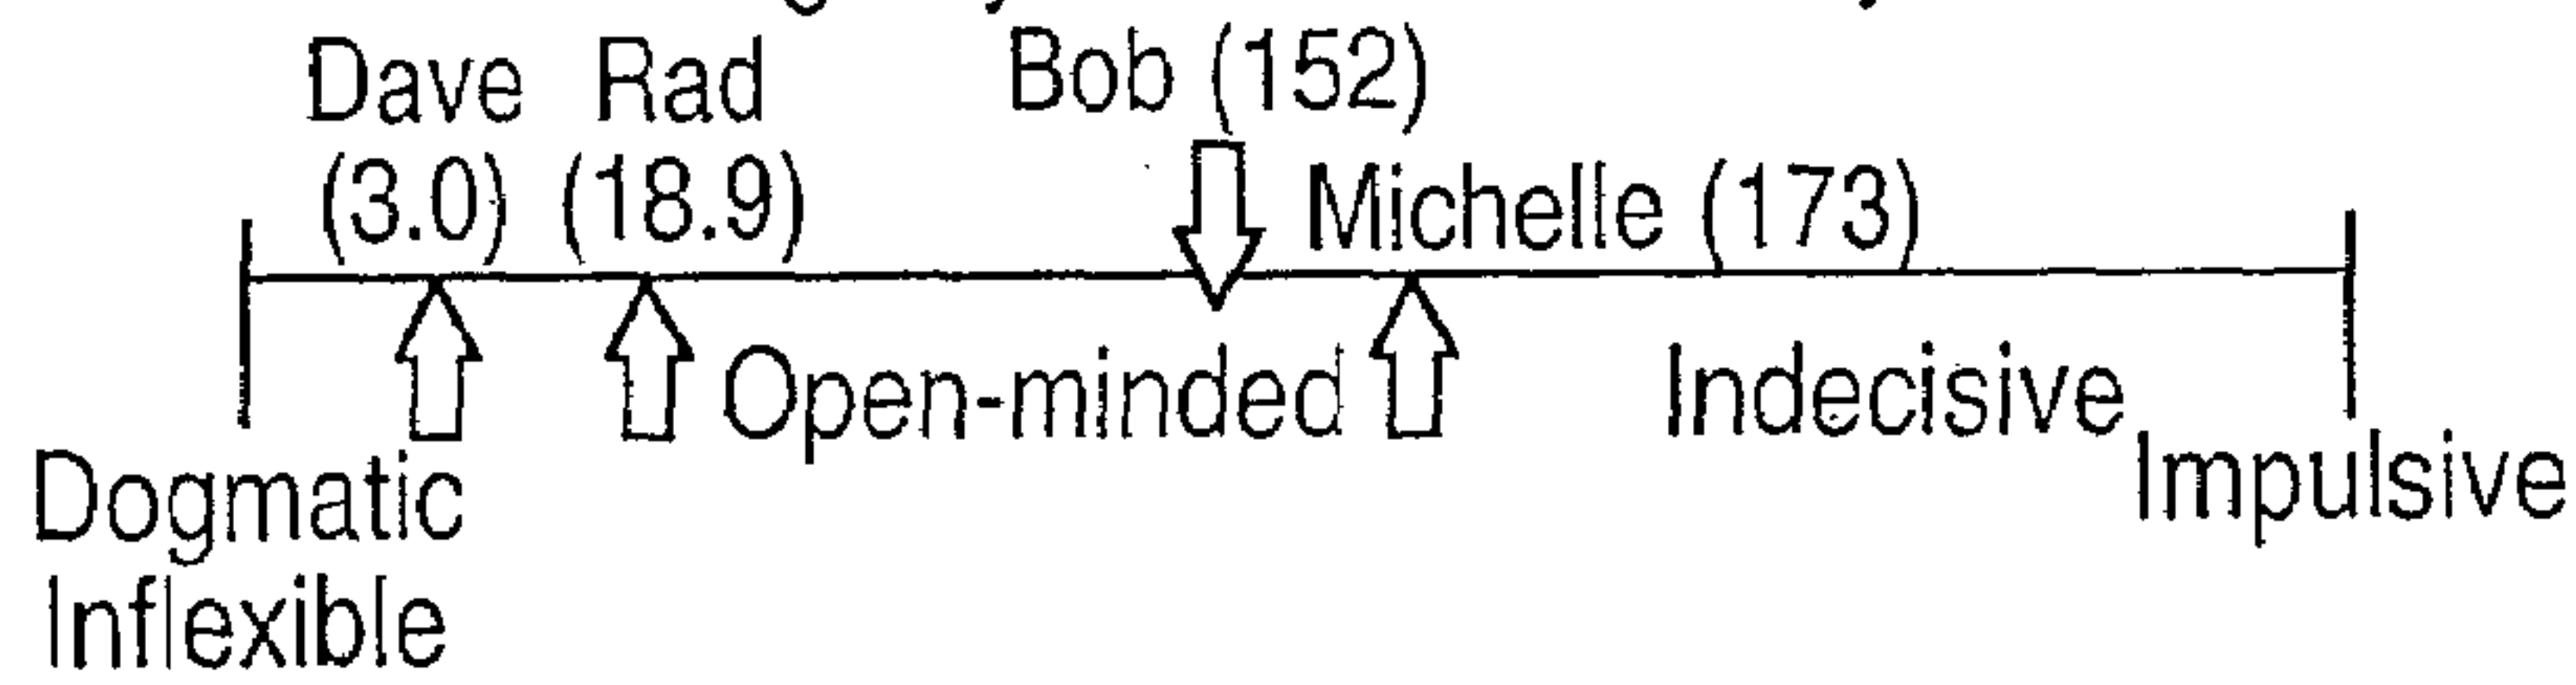 Dave Rad Bob (152)
(3.0) (18.9) Michelle (173)
Open-minded Indecisive
Dogmatic Impulsive
Inflexible